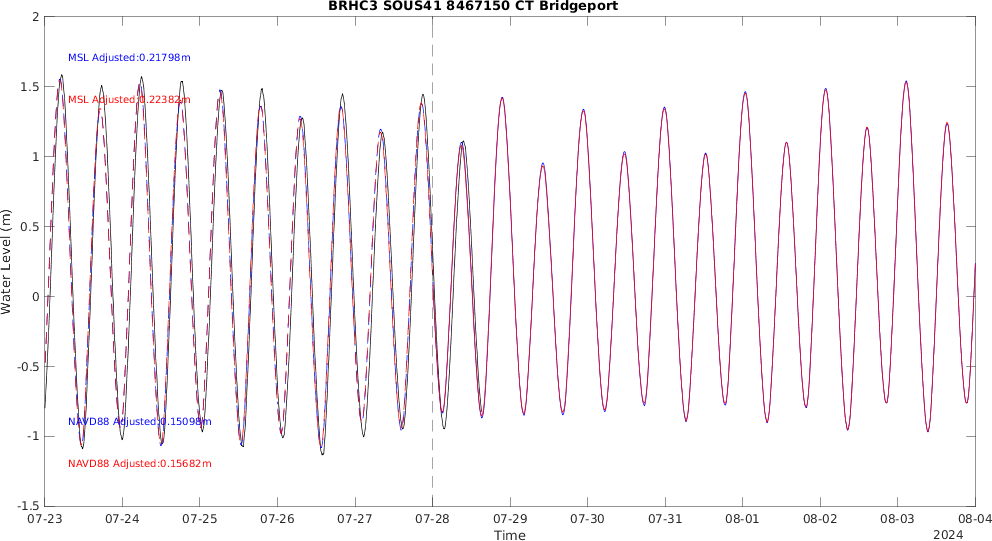 BRHC3 SOUS41 8467150 CT Bridgeport
2
MSL Adjusted:0.21798m
1.5
MSL Adjusted:0.22382m
1
0.5
Water Level (m)
0
-0.5
NAVD88 Adjusted:0.15098m
-1
NAVD88 Adjusted:0.15682m
-1.5
07-23 07-24 07-25 07-26 07-27 07-28 07-29 07-30 07-31 08-01 08-02 08-03 08-04
Time
2024